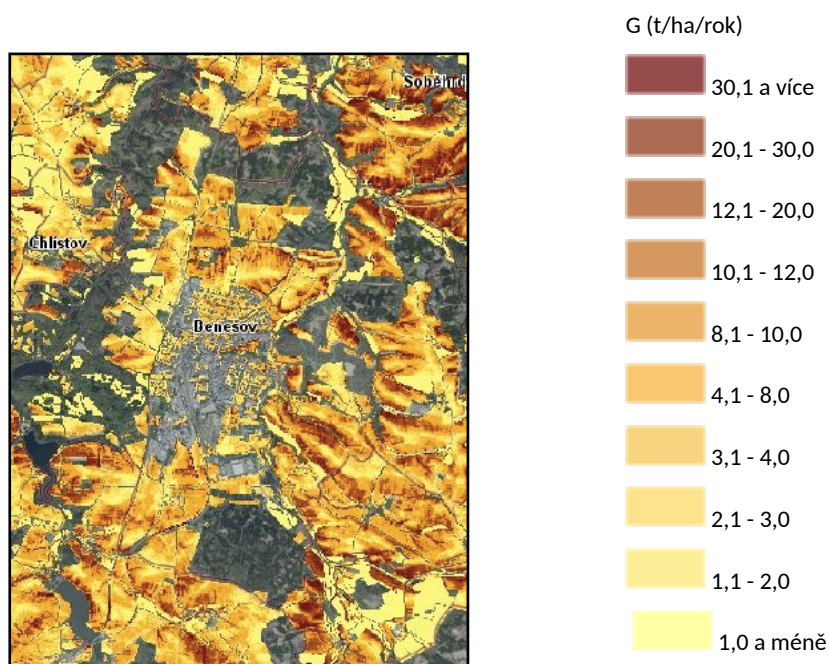 G (t/ha/rok)
30,1 a více
Soběhrd
20,1 - 30,0
12,1 - 20,0
Chlístov
10,1 - 12,0
Benešov
8,1 - 10,0
4,1 - 8,0
3,1 - 4,0
2,1 - 3,0
1,1 - 2,0
1,0 a méně